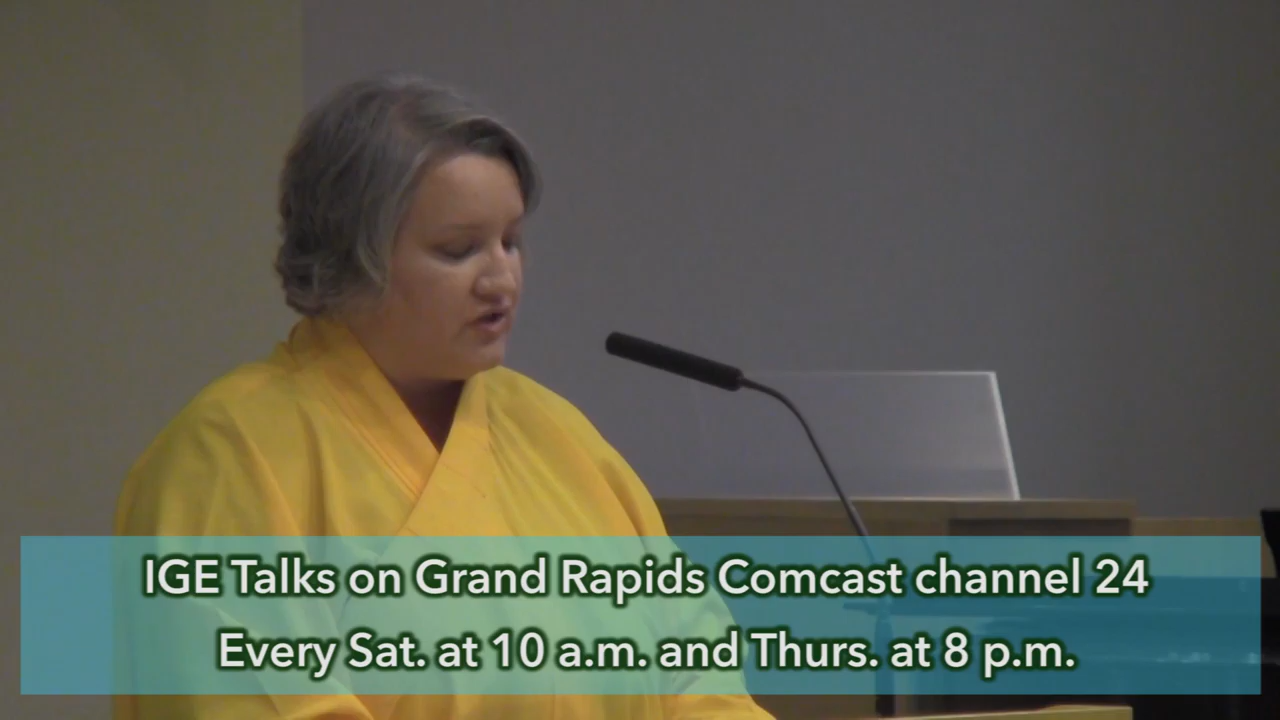 IGE Talks on Grand Rapids Comcast channel 24
Every Sat. at 10 a.m. and Thurs. at 8 p.m.